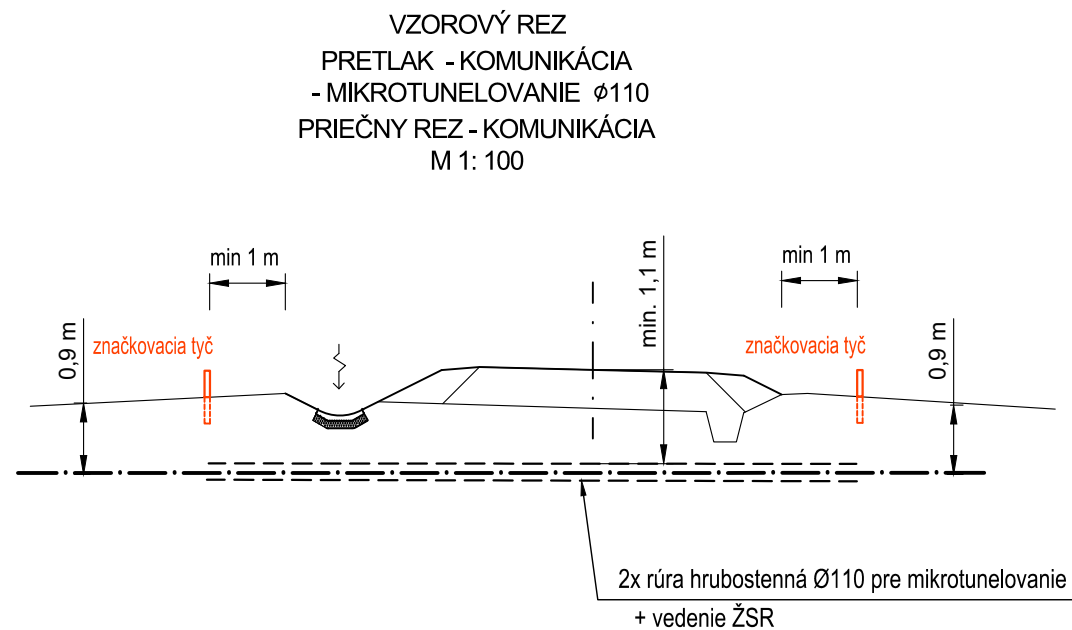 VZOROVÝ REZ
PRETLAK - KOMUNIKÁCIA
- MIKROTUNELOVANIE ϕ110
PRIEČNY REZ - KOMUNIKÁCIA
M 1: 100
min 1 m
min. 1,1 m
min 1 m
0,9 m
značkovacia tyč
značkovacia tyč
0,9 m
2x rúra hrubostenná Ø110 pre mikrotunelovanie
+ vedenie ŽSR